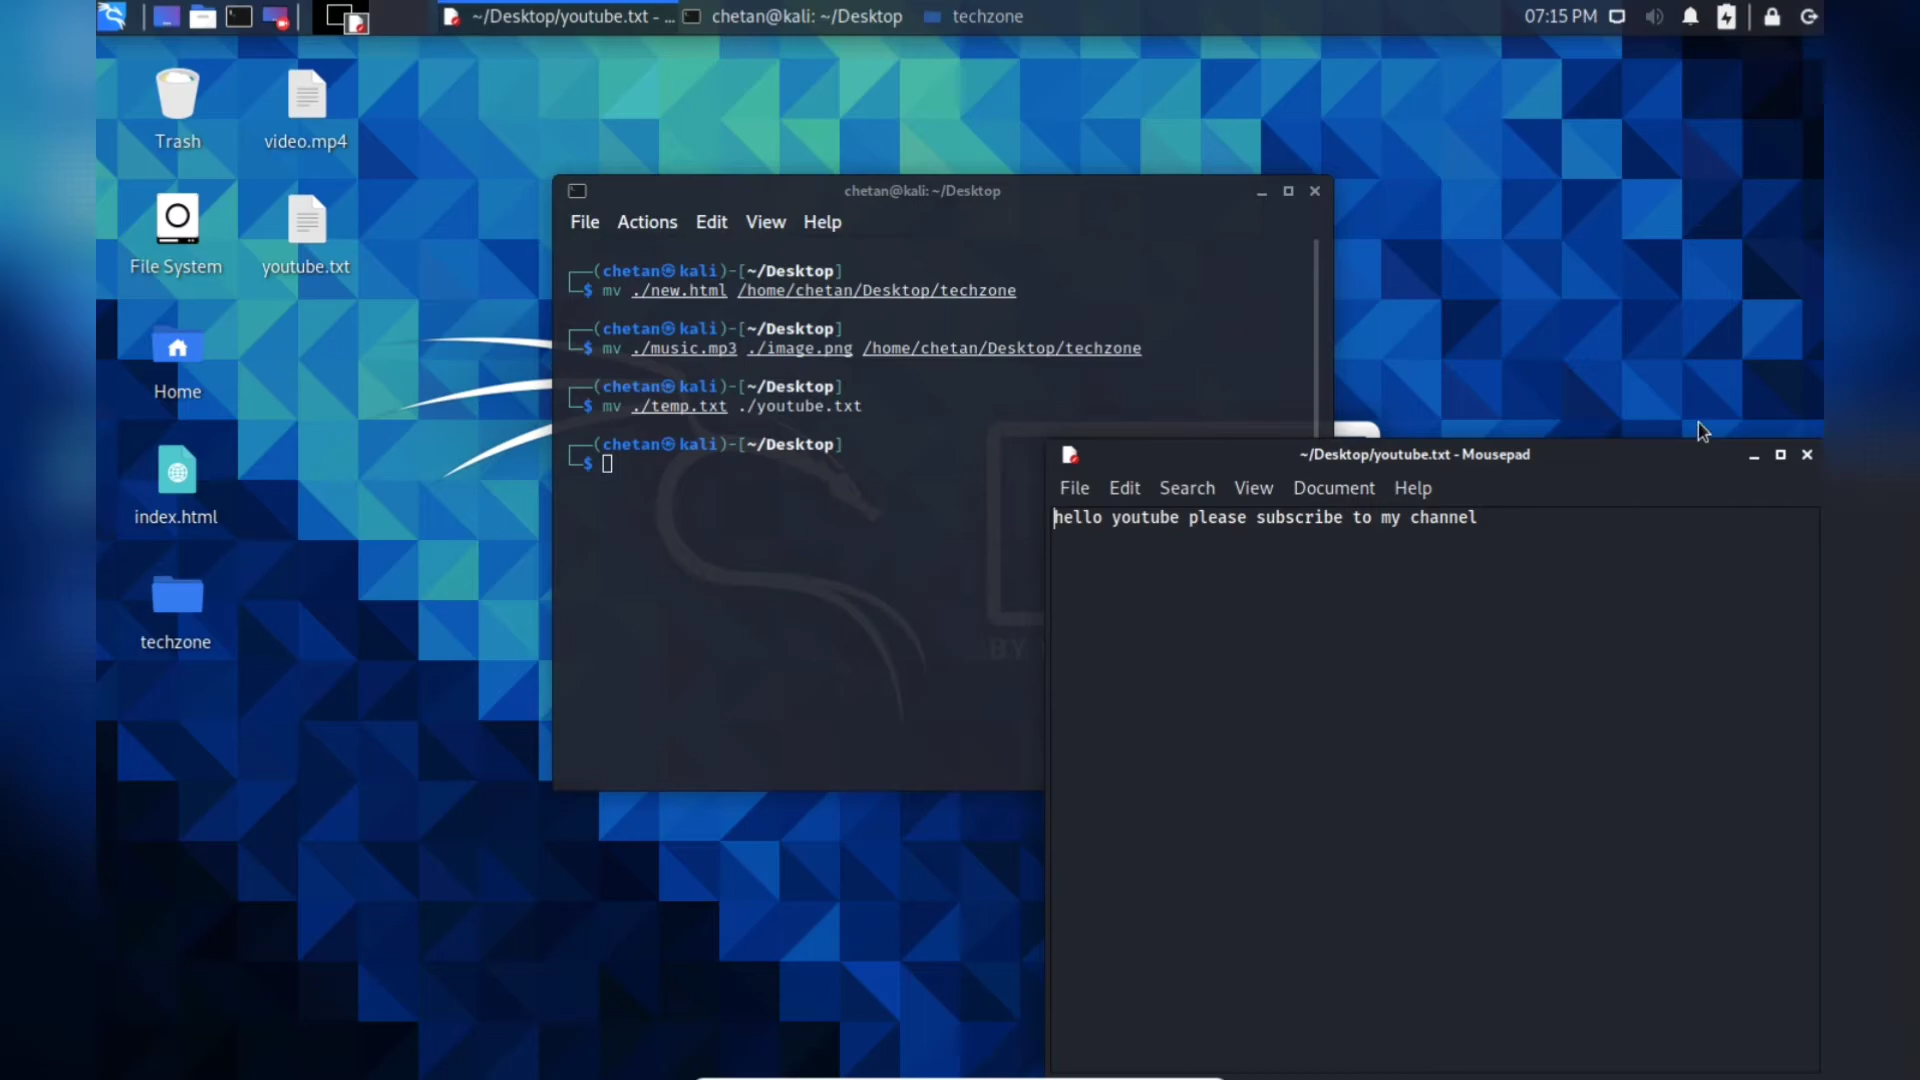 ~/Desktop/youtube.txt - ...
chetan@kali: ~/Desktop
techzone
07:15 PM
Trash
video.mp4
File System
youtube.txt
Home
index.html
techzone
chetan@kali: ~/Desktop
File Actions Edit View Help
┌──(chetan㉿kali)-[~/Desktop]
└─$ mv ./new.html /home/chetan/Desktop/techzone
┌──(chetan㉿kali)-[~/Desktop]
└─$ mv ./music.mp3 ./image.png /home/chetan/Desktop/techzone
┌──(chetan㉿kali)-[~/Desktop]
└─$ mv ./temp.txt ./youtube.txt
┌──(chetan㉿kali)-[~/Desktop]
└─$
BY
~/Desktop/youtube.txt - Mousepad
File Edit Search View Document Help
hello youtube please subscribe to my channel